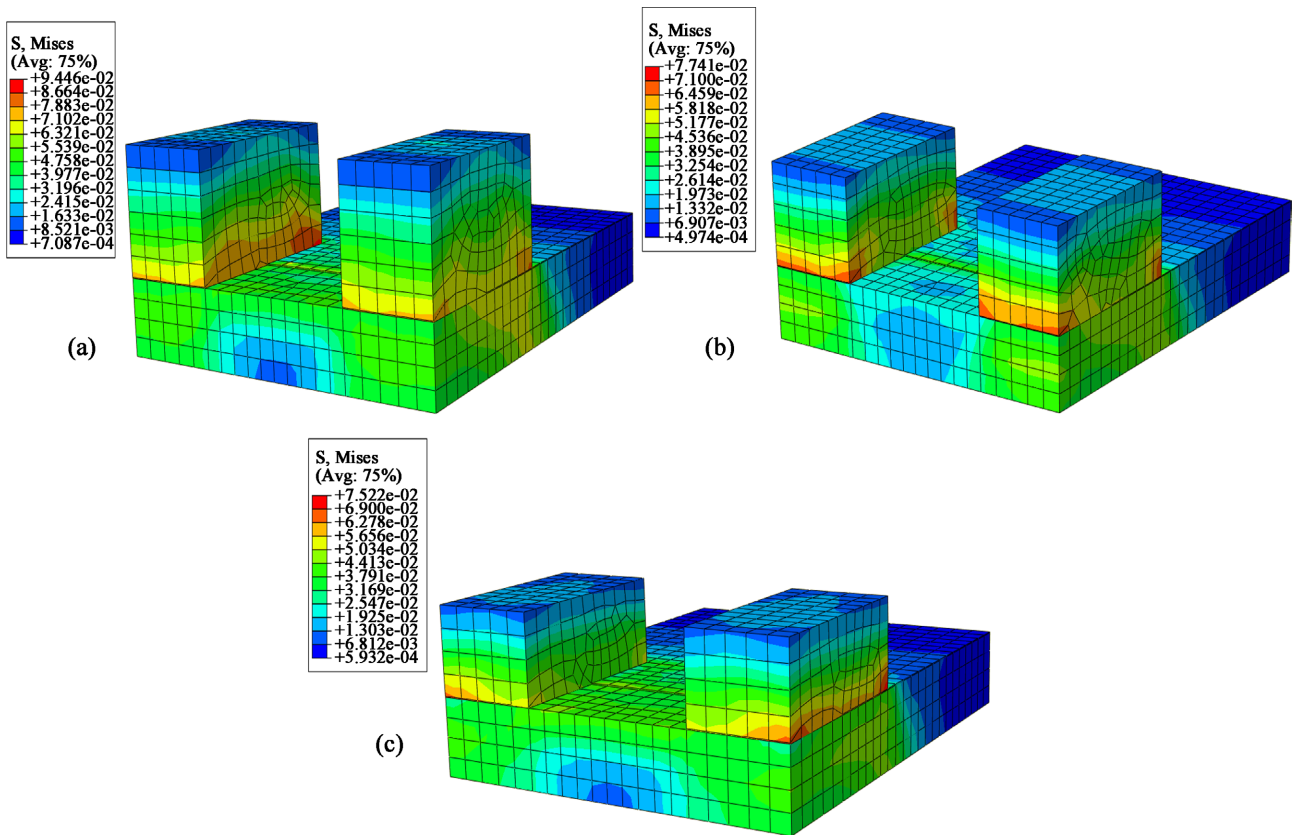 S, Mises
(Avg: 75%)
+9.446e-02
+8.664e-02
+7.883e-02
+7.102e-02
+6.321e-02
+5.539e-02
+4.758e-02
+3.977e-02
+3.196e-02
+2.415e-02
+1.633e-02
+8.521e-03
+7.087e-04
(a)
S, Mises
(Avg: 75%)
+7.741e-02
+7.100e-02
+6.459e-02
+5.818e-02
+5.177e-02
+4.536e-02
+3.895e-02
+3.254e-02
+2.614e-02
+1.973e-02
+1.332e-02
+6.907e-03
+4.974e-04
(b)
S, Mises
(Avg: 75%)
+7.522e-02
+6.900e-02
+6.278e-02
+5.656e-02
+5.034e-02
+4.413e-02
+3.791e-02
+3.169e-02
+2.547e-02
+1.925e-02
+1.303e-02
+6.812e-03
+5.932e-04
(c)